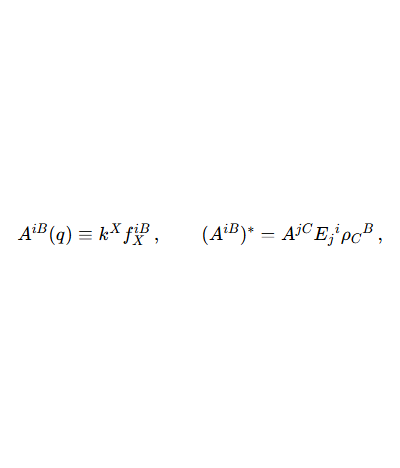 $A^{iB}(q) \equiv k^X f_X^{iB}\,, \qquad (A^{iB})^* = A^{jC} E_j{}^i \rho_C{}^B\,,$